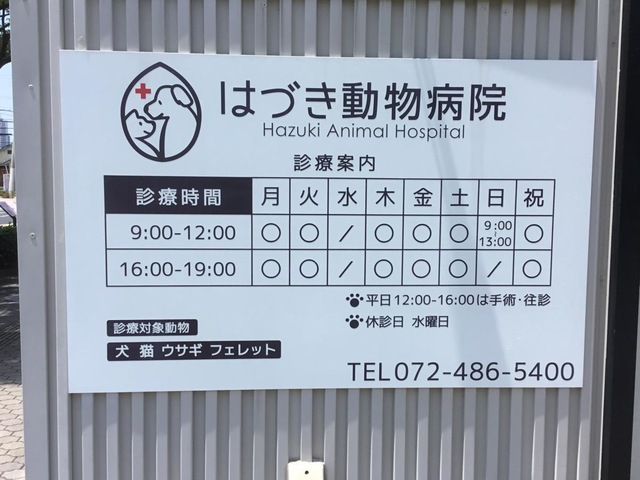 はづき動物病院
Hazuki Animal Hospital
診療案内
診療時間 月 火 水 木 金 土 日 祝
9:00-12:00 ○ ○ / ○ ○ ○ 9:00〜13:00 ○
16:00-19:00 ○ ○ / ○ ○ ○ / ○
平日12:00-16:00は手術・往診
休診日 水曜日
診療対象動物
犬 猫 ウサギ フェレット
TEL072-486-5400